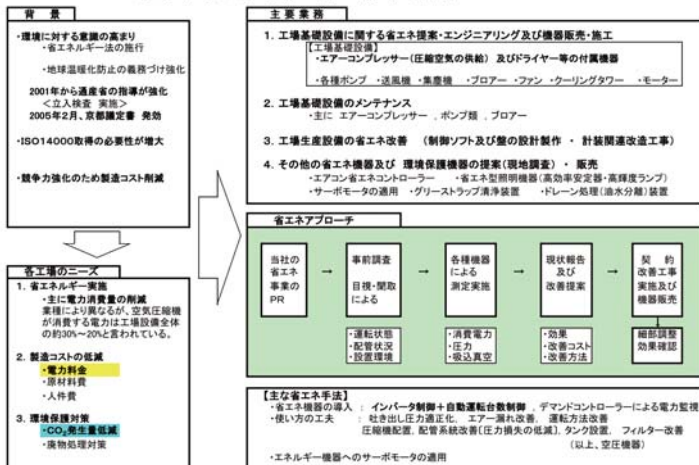 背　景
・環境に対する意識の高まり
・省エネルギー法の施行
・地球温暖化防止の義務づけ強化
2001年から通産省の指導が強化
＜立入検査 実施＞
2005年2月、京都議定書 発効
・ISO14000取得の必要性が増大
・競争力強化のため製造コスト削減
各工場のニーズ
1. 省エネルギー実施
・主に電力消費量の削減
業種により異なるが、空気圧縮機
が消費する電力は工場設備全体
の約30%～20%と言われている。
2. 製造コストの低減
・電力料金
・原材料費
・人件費
3. 環境保護対策
・CO₂発生量低減
・廃物処理対策
主 要 業 務
1. 工場基礎設備に関する省エネ提案・エンジニアリング及び機器販売・施工
【工場基礎設備】
・エアーコンプレッサー(圧縮空気の供給) 及びドライヤー等の付属機器
・各種ポンプ ・送風機 ・集塵機 ・ブロアー ・ファン ・クーリングタワー ・モーター
2. 工場基礎設備のメンテナンス
・主に エアーコンプレッサー , ポンプ類 , ブロアー
3. 工場生産設備の省エネ改善 (制御ソフト及び盤の設計製作 ・ 計装関連改造工事)
4. その他の省エネ機器及び 環境保護機器の提案(現地調査) ・ 販売
・エアコン省エネコントローラー ・省エネ型照明機器(高効率安定器・高輝度ランプ)
・サーボモータの適用 ・グリーストラップ清浄装置 ・ドレーン処理(油水分離)装置
省エネアプローチ
当社の
省エネ
事業の
PR
→
事前調査
目視・聞取
による
→
各種機器
による
測定実施
→
現状報告
及び
改善提案
→
契 約
改善工事
実施及び
機器販売
・運転状態
・配管状況
・設置環境
・消費電力
・圧力
・吸込真空
・効果
・改善コスト
・改善方法
細部調整
効果確認
【主な省エネ手法】
・省エネ機器の導入 : インバータ制御＋自動運転台数制御 , デマンドコントローラーによる電力監視
・使い方の工夫 : 吐き出し圧力適正化, エアー漏れ改善, 運転方法改善
圧縮機配置, 配管系統改善〔圧力損失の低減〕, タンク設置, フィルター改善
(以上、空圧機器)
・エネルギー機器へのサーボモータの適用